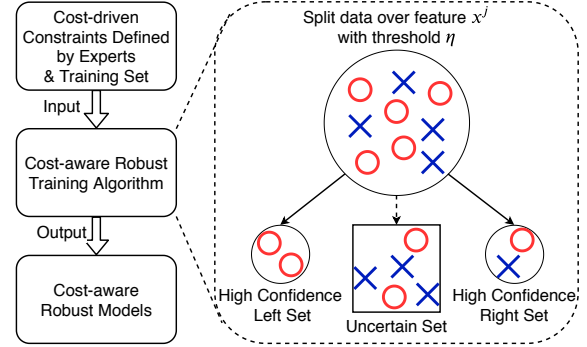 Cost-driven
Constraints Defined
by Experts
& Training Set
Input
Cost-aware Robust
Training Algorithm
Output
Cost-aware
Robust Models
Split data over feature x^j
with threshold η
High Confidence
Left Set
Uncertain Set
High Confidence
Right Set